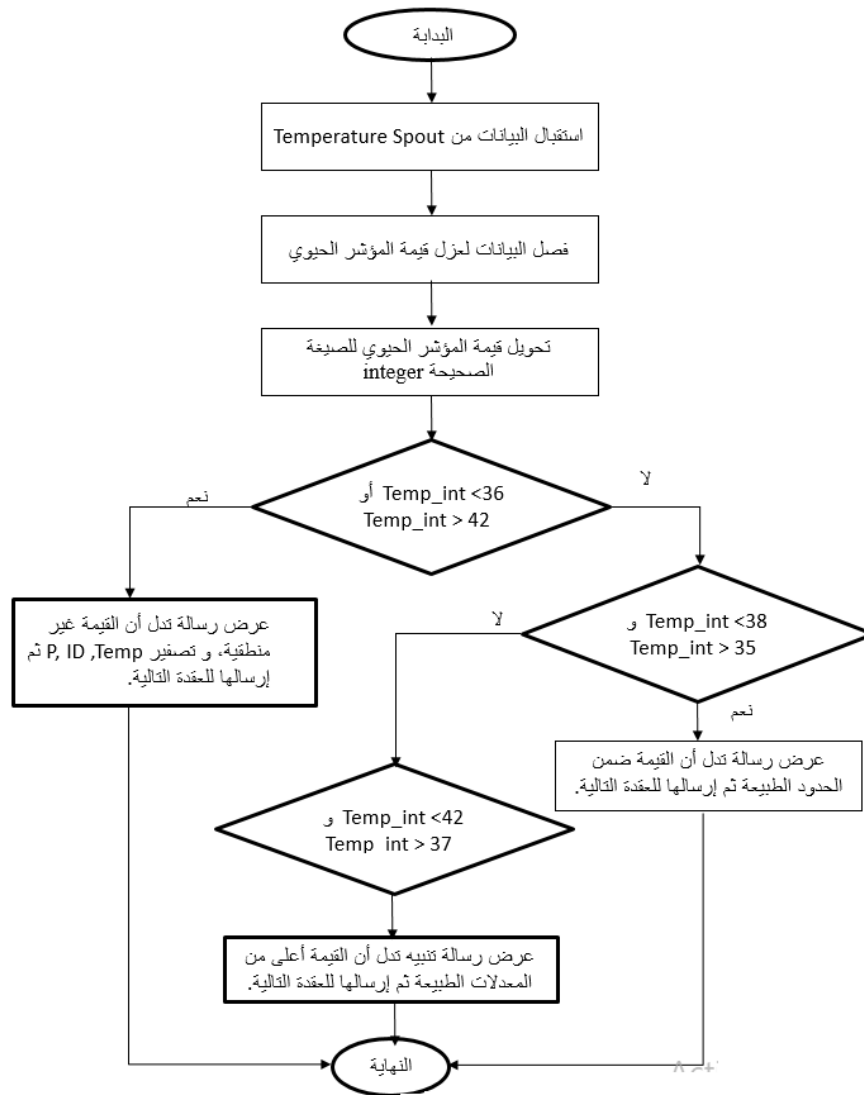 البداية
استقبال البيانات من Temperature Spout
فصل البيانات لعزل قيمة المؤشر الحيوي
تحويل قيمة المؤشر الحيوي للصيغة
الصحيحة integer
لا
نعم
Temp_int <36 أو
Temp_int > 42
عرض رسالة تدل أن القيمة غير
منطقية، و تصفير P, ID ,Temp ثم
إرسالها للعقدة التالية.
لا
Temp_int <38 و
Temp_int > 35
نعم
عرض رسالة تدل أن القيمة ضمن
الحدود الطبيعة ثم إرسالها للعقدة التالية.
Temp_int <42 و
Temp int > 37
عرض رسالة تنبيه تدل أن القيمة أعلى من
المعدلات الطبيعة ثم إرسالها للعقدة التالية.
النهاية